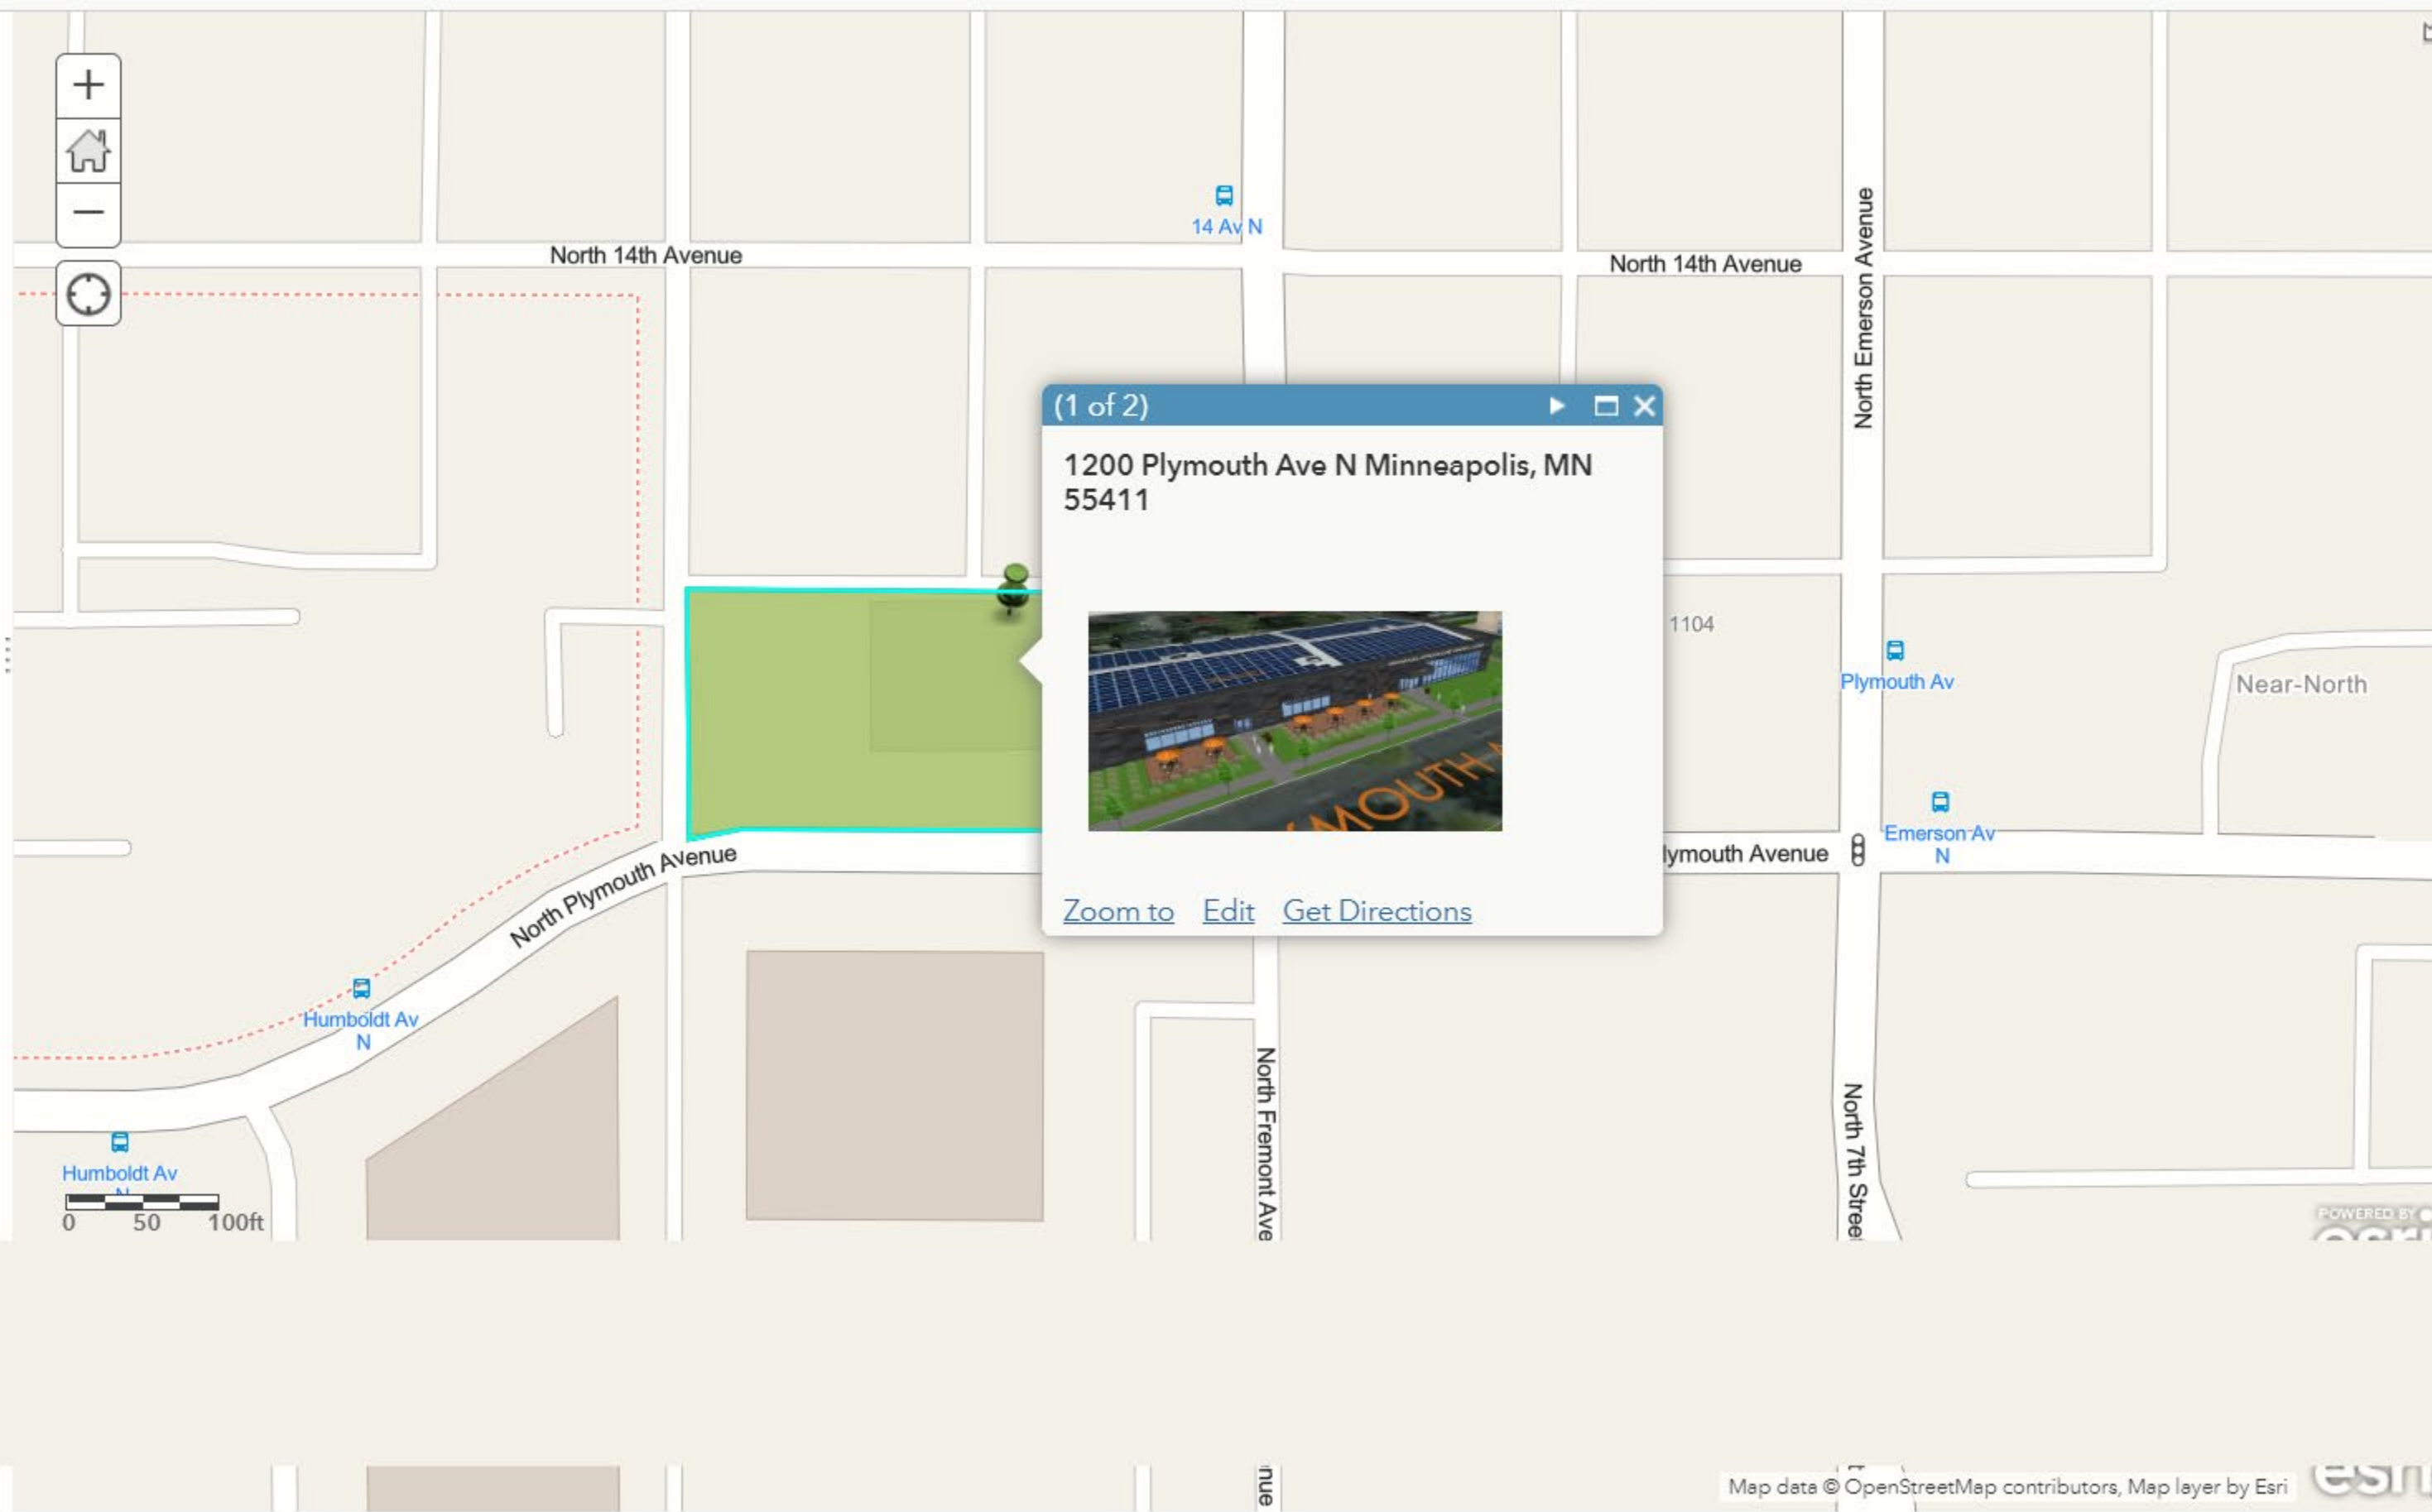 14 Av N
North 14th Avenue
North 14th Avenue
North Emerson Avenue
(1 of 2)
1200 Plymouth Ave N Minneapolis, MN
55411
1104
Plymouth Av
Near-North
Emerson Av
N
North Plymouth Avenue
lymouth Avenue
Zoom to Edit Get Directions
Humboldt Av
N
North Fremont Ave
North 7th Stree
Humboldt Av
N
0 50 100ft
POWERED BY
esri
nue
Map data © OpenStreetMap contributors, Map layer by Esri
esri